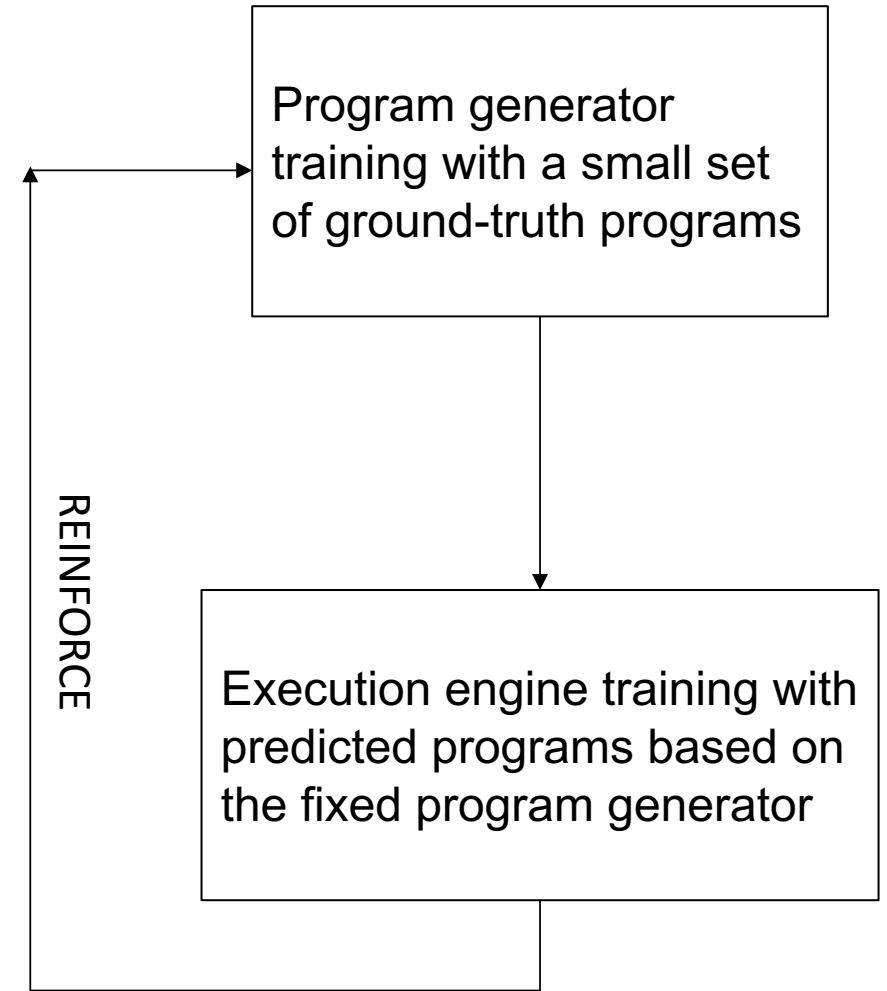 Program generator
training with a small set
of ground-truth programs
REINFORCE
Execution engine training with
predicted programs based on
the fixed program generator